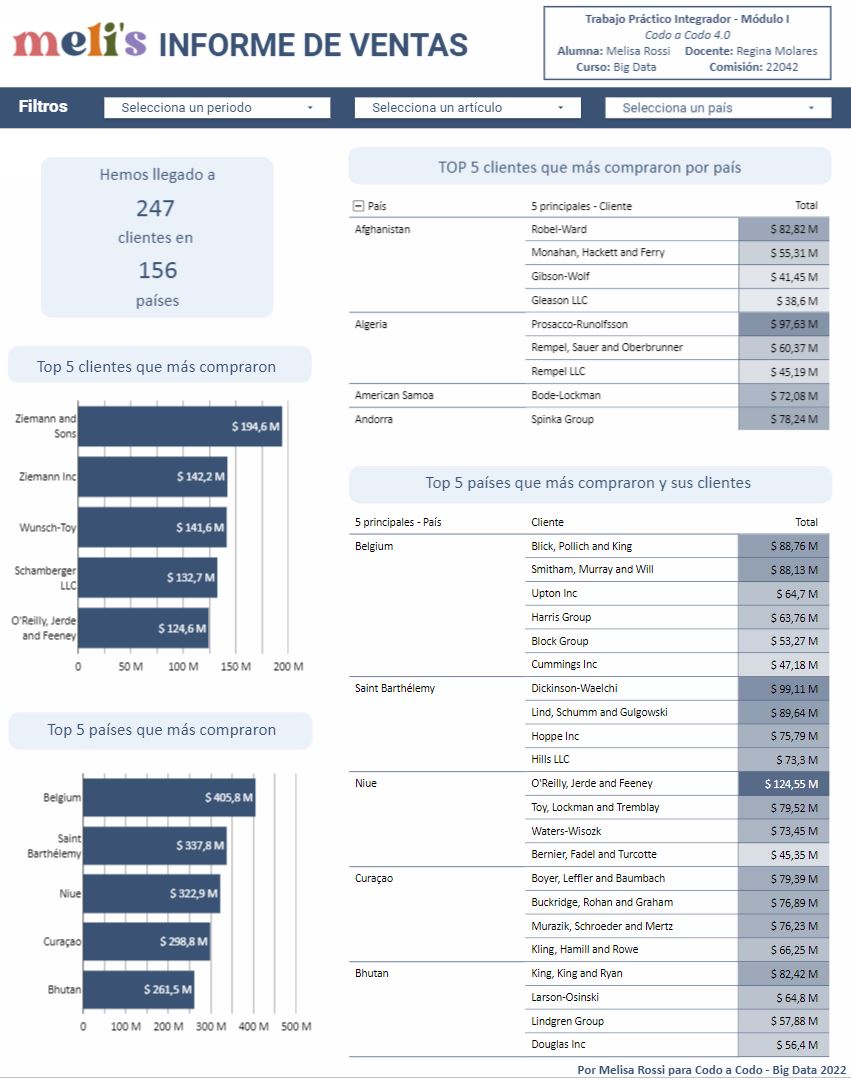 meli's INFORME DE VENTAS
Trabajo Práctico Integrador - Módulo I
Codo a Codo 4.0
Alumna: Melisa Rossi Docente: Regina Molares
Curso: Big Data Comisión: 22042
Filtros Selecciona un periodo Selecciona un artículo Selecciona un país
Hemos llegado a
247
clientes en
156
países
Top 5 clientes que más compraron
Ziemann and
Sons
$ 194,6 M
Ziemann Inc $ 142,2 M
Wunsch-Toy $ 141,6 M
Schamberger
LLC
$ 132,7 M
O'Reilly, Jerde
and Feeney
$ 124,6 M
0 50 M 100 M 150 M 200 M
Top 5 países que más compraron
Belgium $ 405,8 M
Saint
Barthélemy
$ 337,8 M
Niue $ 322,9 M
Curaçao $ 298,8 M
Bhutan $ 261,5 M
0 100 M 200 M 300 M 400 M 500 M
TOP 5 clientes que más compraron por país
País 5 principales - Cliente Total
Afghanistan Robel-Ward $ 82,82 M
Monahan, Hackett and Ferry $ 55,31 M
Gibson-Wolf $ 41,45 M
Gleason LLC $ 38,6 M
Algeria Prosacco-Runolfsson $ 97,63 M
Rempel, Sauer and Oberbrunner $ 60,37 M
Rempel LLC $ 45,19 M
American Samoa Bode-Lockman $ 72,08 M
Andorra Spinka Group $ 78,24 M
Top 5 países que más compraron y sus clientes
5 principales - País Cliente Total
Belgium Blick, Pollich and King $ 88,76 M
Smitham, Murray and Will $ 88,13 M
Upton Inc $ 64,7 M
Harris Group $ 63,76 M
Block Group $ 53,27 M
Cummings Inc $ 47,18 M
Saint Barthélemy Dickinson-Waelchi $ 99,11 M
Lind, Schumm and Gulgowski $ 89,64 M
Hoppe Inc $ 75,79 M
Hills LLC $ 73,3 M
Niue O'Reilly, Jerde and Feeney $ 124,55 M
Toy, Lockman and Tremblay $ 79,52 M
Waters-Wisozk $ 73,45 M
Bernier, Fadel and Turcotte $ 45,35 M
Curaçao Boyer, Leffler and Baumbach $ 79,39 M
Buckridge, Rohan and Graham $ 76,89 M
Murazik, Schroeder and Mertz $ 76,23 M
Kling, Hamill and Rowe $ 66,25 M
Bhutan King, King and Ryan $ 82,42 M
Larson-Osinski $ 64,8 M
Lindgren Group $ 57,88 M
Douglas Inc $ 56,4 M
Por Melisa Rossi para Codo a Codo - Big Data 2022